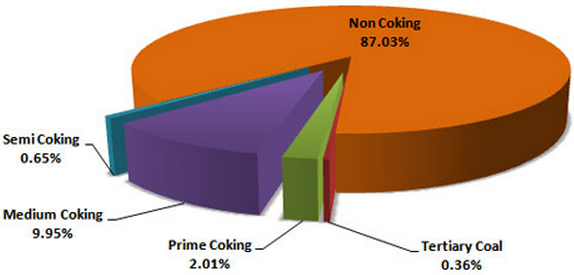 Non Coking
87.03%
Semi Coking
0.65%
Medium Coking
9.95%
Prime Coking
2.01%
Tertiary Coal
0.36%